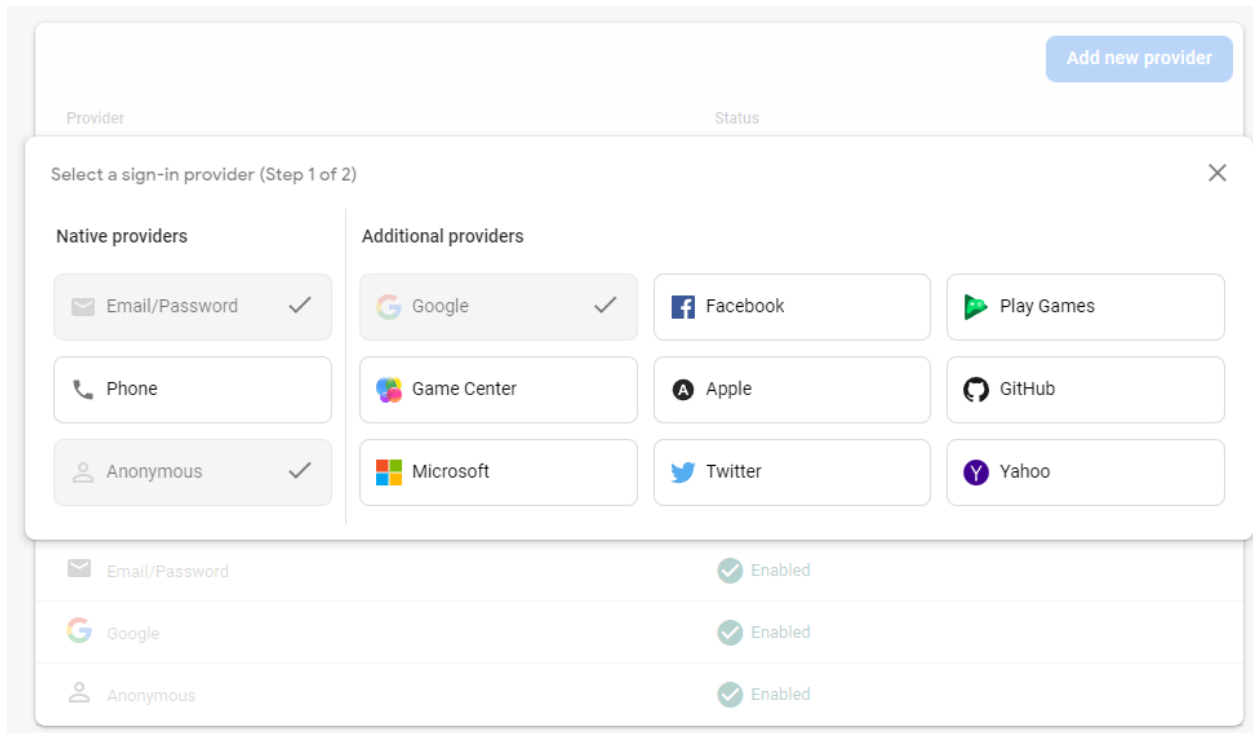 Add new provider
Provider Status
Select a sign-in provider (Step 1 of 2)
Native providers Additional providers
Email/Password Google Facebook Play Games
Phone Game Center Apple GitHub
Anonymous Microsoft Twitter Yahoo
Email/Password Enabled
Google Enabled
Anonymous Enabled